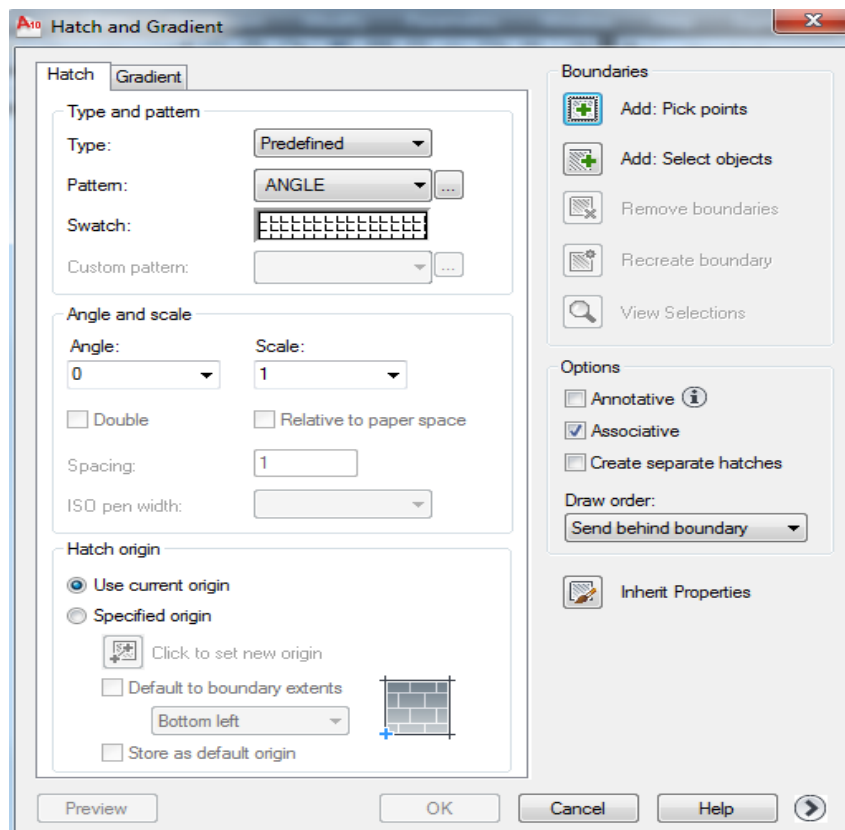 A10 Hatch and Gradient
Hatch Gradient
Type and pattern
Type: Predefined
Pattern: ANGLE ...
Swatch:
Custom pattern: ...
Angle and scale
Angle: Scale:
0 1
Double Relative to paper space
Spacing: 1
ISO pen width:
Hatch origin
Use current origin
Specified origin
Click to set new origin
Default to boundary extents
Bottom left
Store as default origin
Boundaries
Add: Pick points
Add: Select objects
Remove boundaries
Recreate boundary
View Selections
Options
Annotative
Associative
Create separate hatches
Draw order:
Send behind boundary
Inherit Properties
Preview OK Cancel Help